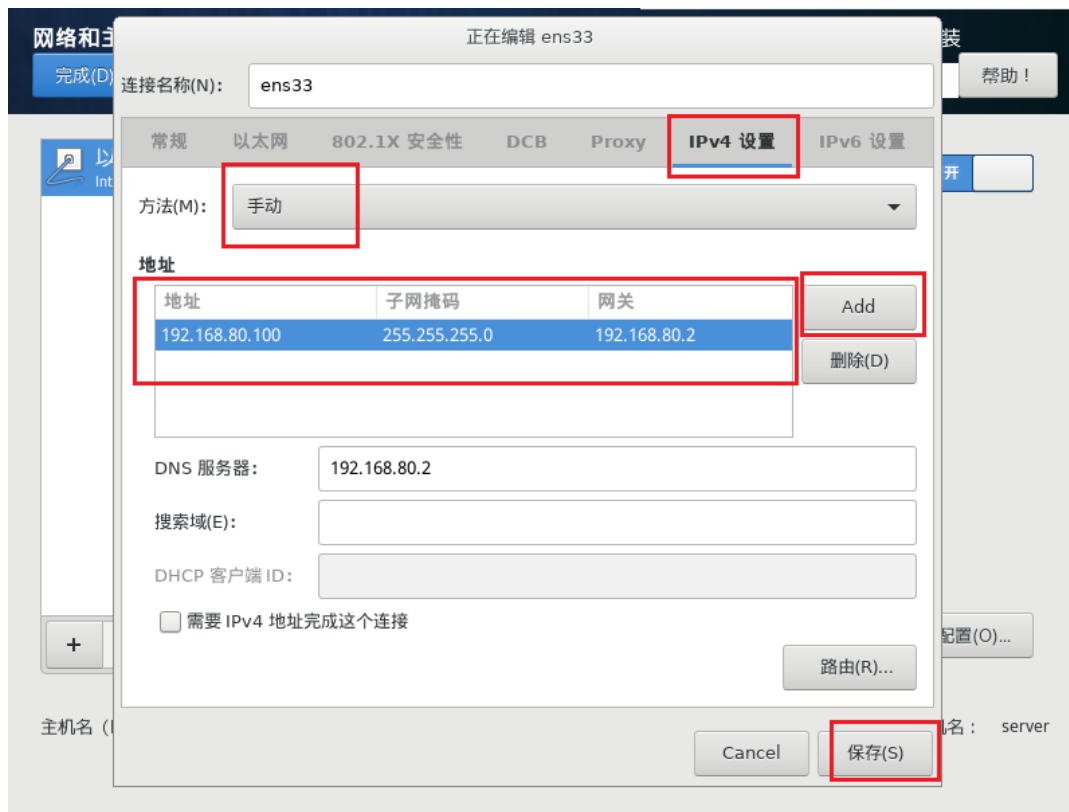 网络和主
正在编辑 ens33
装
完成(D)
帮助！
连接名称(N)： ens33
常规 以太网 802.1X 安全性 DCB Proxy IPv4 设置 IPv6 设置
以
Int
开
方法(M)： 手动
地址
地址 子网掩码 网关
192.168.80.100 255.255.255.0 192.168.80.2
Add
删除(D)
DNS 服务器： 192.168.80.2
搜索域(E)：
DHCP 客户端 ID：
需要 IPv4 地址完成这个连接
+
配置(O)...
路由(R)...
主机名（
机名： server
Cancel
保存(S)